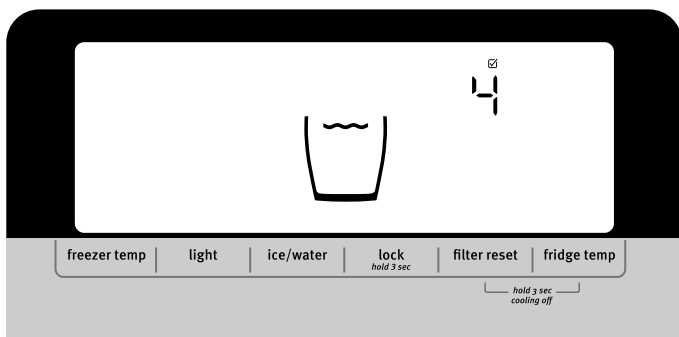 4
freezer temp light ice/water lock filter reset fridge temp
hold 3 sec
hold 3 sec
cooling off